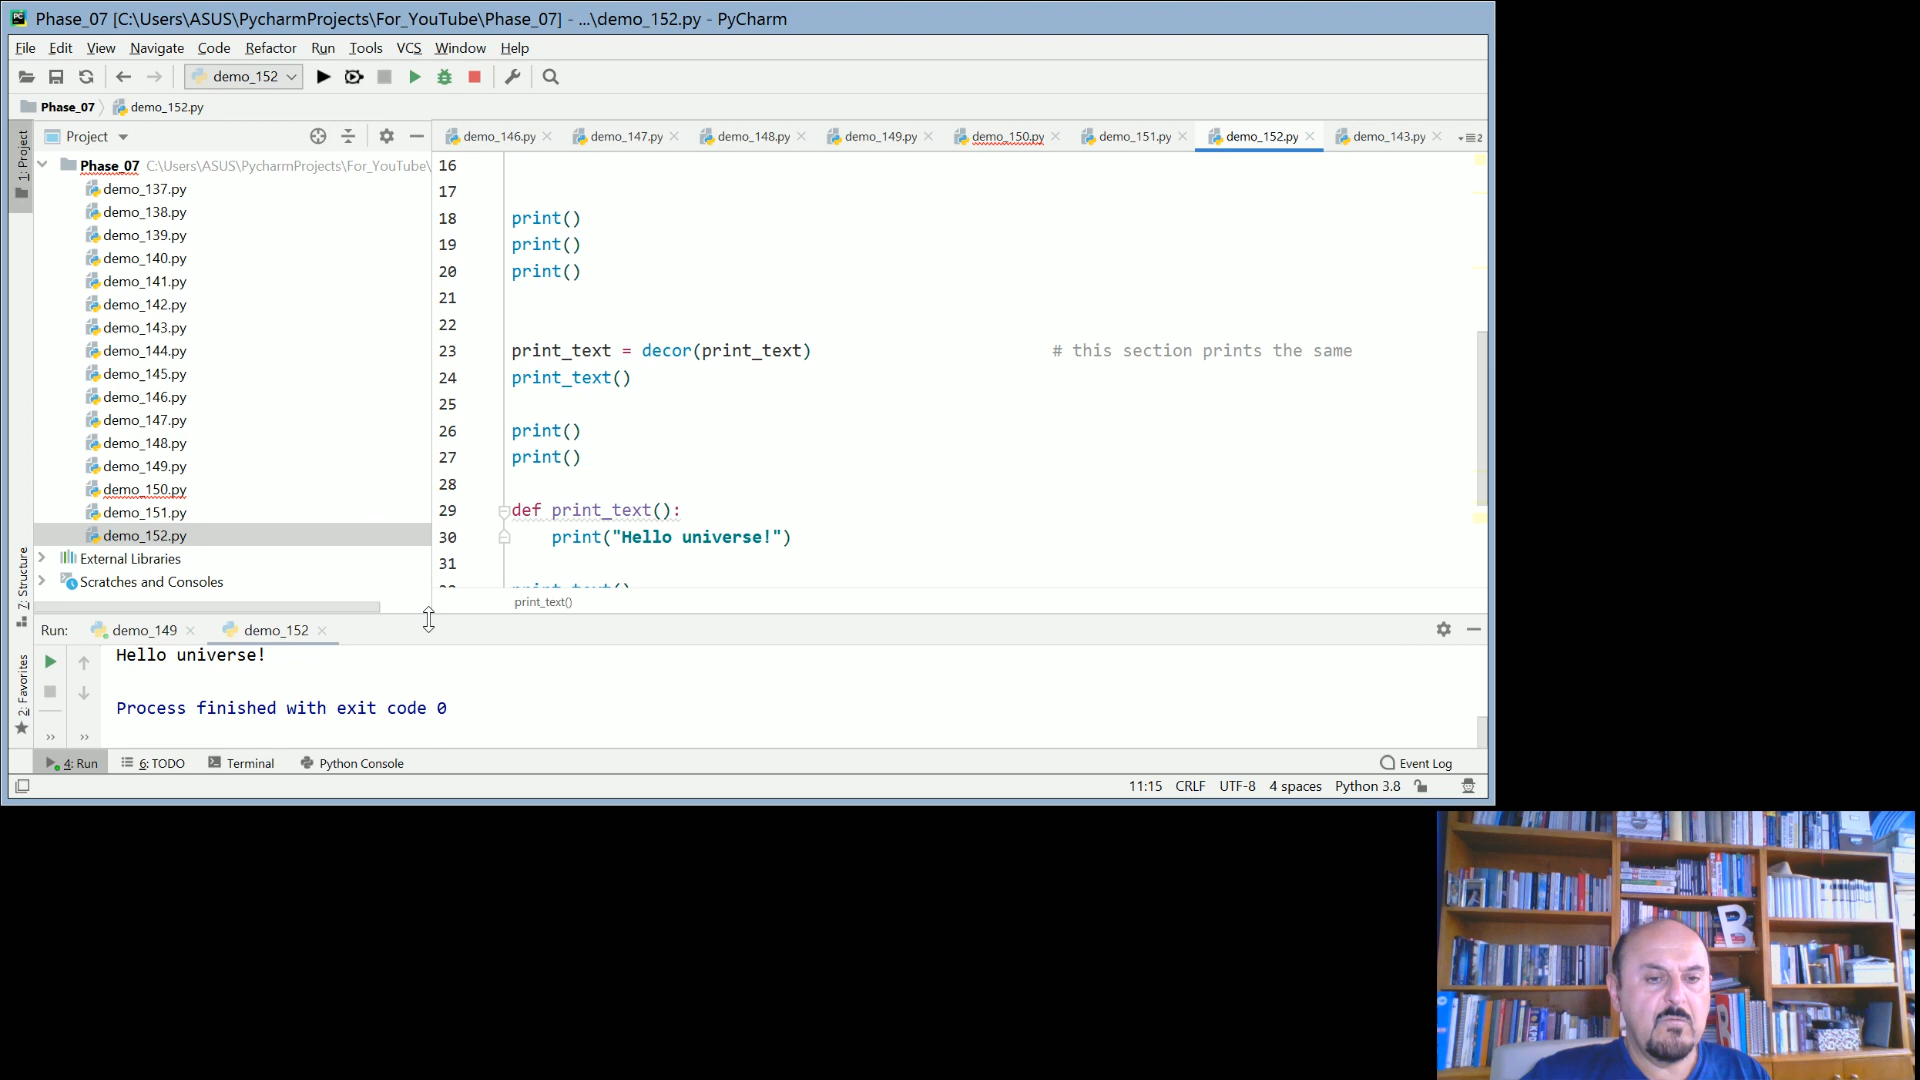 Phase_07 [C:\Users\ASUS\PycharmProjects\For_YouTube\Phase_07] - ...\demo_152.py - PyCharm
File Edit View Navigate Code Refactor Run Tools VCS Window Help
demo_152
Phase_07 demo_152.py
Project
demo_146.py demo_147.py demo_148.py demo_149.py demo_150.py demo_151.py demo_152.py demo_143.py 2
1: Project
Phase_07 C:\Users\ASUS\PycharmProjects\For_YouTube\
demo_137.py
demo_138.py
demo_139.py
demo_140.py
demo_141.py
demo_142.py
demo_143.py
demo_144.py
demo_145.py
demo_146.py
demo_147.py
demo_148.py
demo_149.py
demo_150.py
demo_151.py
demo_152.py
External Libraries
Scratches and Consoles
7: Structure
2: Favorites
16
17
18 print()
19 print()
20 print()
21
22
23 print_text = decor(print_text) # this section prints the same
24 print_text()
25
26 print()
27 print()
28
29 def print_text():
30 print("Hello universe!")
31
print_text()
Run: demo_149 demo_152
Hello universe!
Process finished with exit code 0
4: Run 6: TODO Terminal Python Console Event Log
11:15 CRLF UTF-8 4 spaces Python 3.8
B